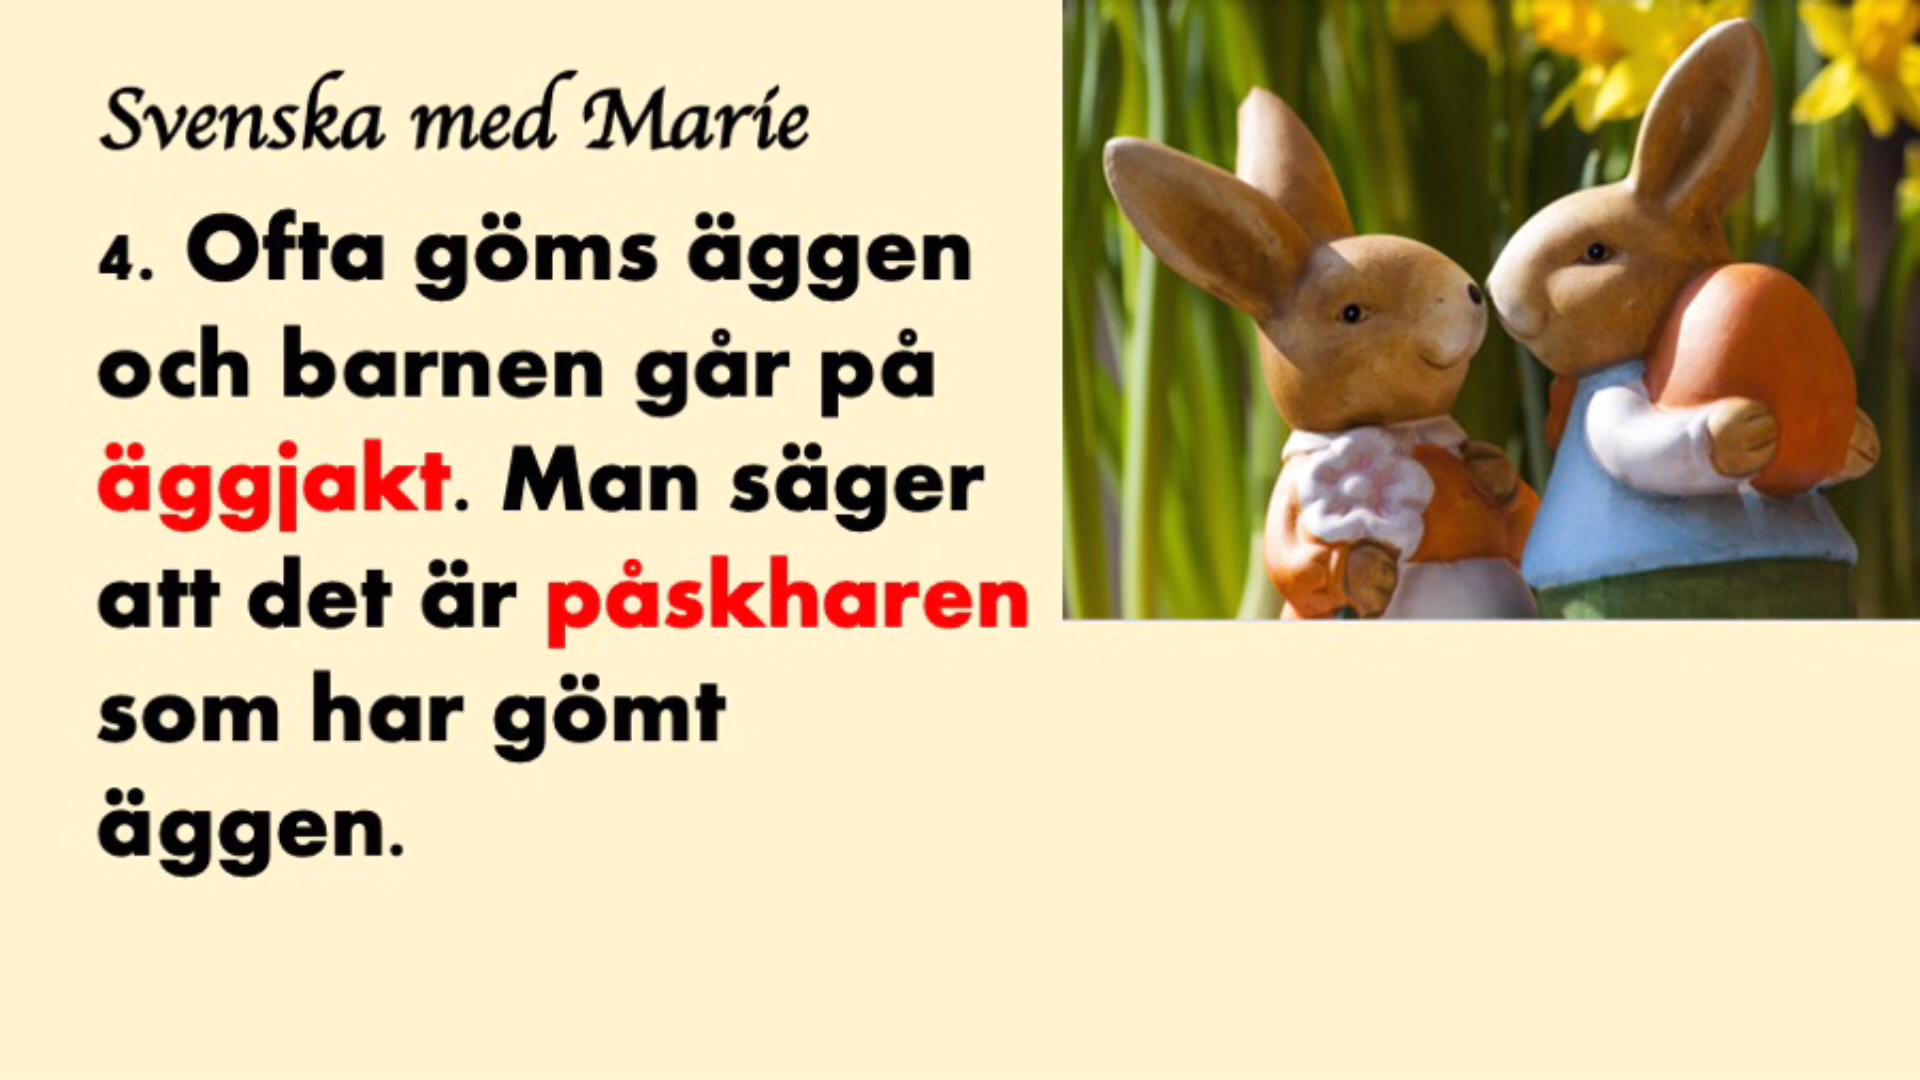 Svenska med Marie
4. Ofta göms äggen
och barnen går på
äggjakt. Man säger
att det är påskharen
som har gömt
äggen.